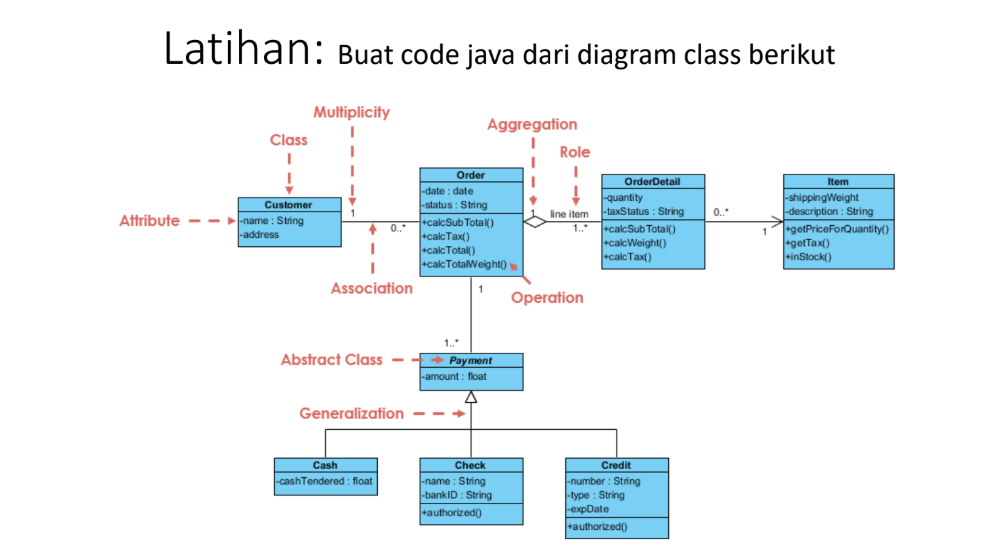 Latihan: Buat code java dari diagram class berikut
Multiplicity
Aggregation
Class
Role
Attribute
Customer
-name : String
-address
1
0..*
Association
Order
-date : date
-status : String
+calcSubTotal()
+calcTax()
+calcTotal()
+calcTotalWeight()
Operation
1
line item
1..*
OrderDetail
-quantity
-taxStatus : String
+calcSubTotal()
+calcWeight()
+calcTax()
0..*
1
Item
-shippingWeight
-description : String
+getPriceForQuantity()
+getTax()
+inStock()
1
1..*
Abstract Class
Payment
-amount : float
Generalization
Cash
-cashTendered : float
Check
-name : String
-bankID : String
+authorized()
Credit
-number : String
-type : String
-expDate
+authorized()